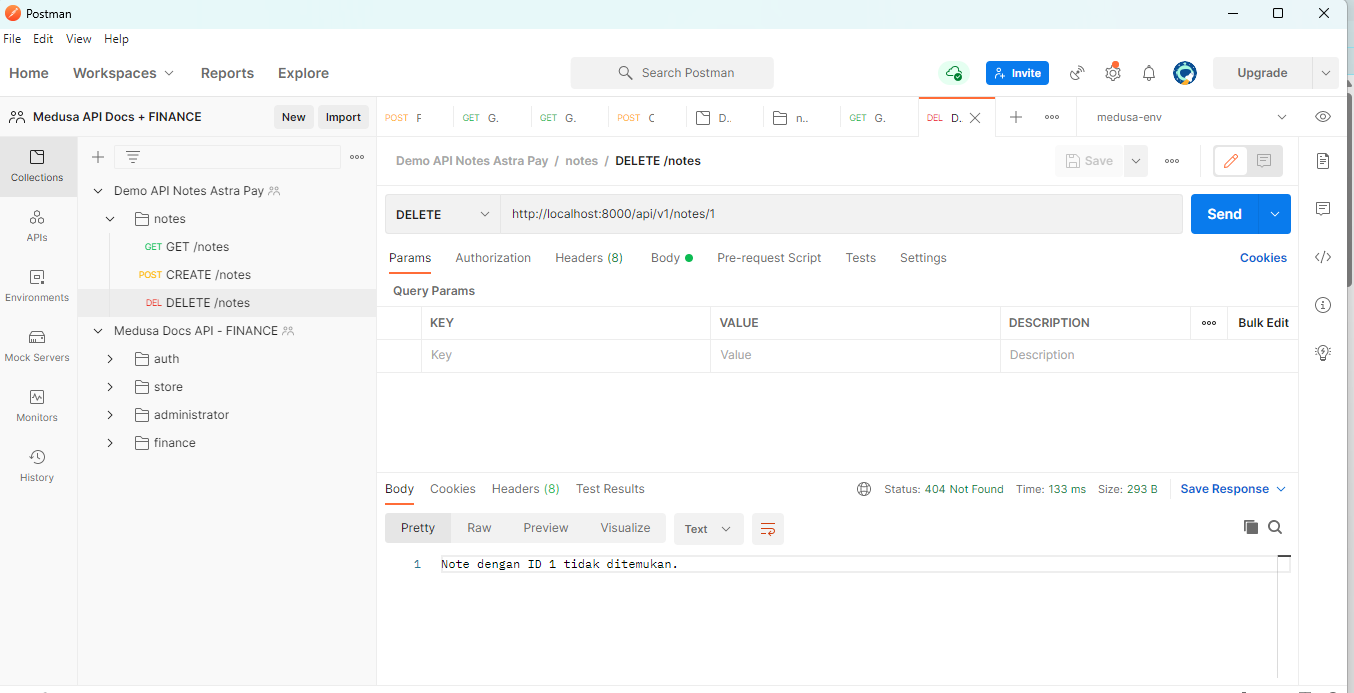 Postman
File Edit View Help
Home Workspaces Reports Explore Search Postman Invite Upgrade
Medusa API Docs + FINANCE New Import
POST GET G. GET G. POST D.. n.. GET G. DEL D. medusa-env
Collections
APIs
Environments
Mock Servers
Monitors
History
Demo API Notes Astra Pay
notes
GET GET /notes
POST CREATE /notes
DEL DELETE /notes
Medusa Docs API - FINANCE
auth
store
administrator
finance
Demo API Notes Astra Pay / notes / DELETE /notes Save
DELETE http://localhost:8000/api/v1/notes/1 Send
Params Authorization Headers (8) Body Pre-request Script Tests Settings Cookies
Query Params
KEY VALUE DESCRIPTION Bulk Edit
Key Value Description
Body Cookies Headers (8) Test Results Status: 404 Not Found Time: 133 ms Size: 293 B Save Response
Pretty Raw Preview Visualize Text
1 Note dengan ID 1 tidak ditemukan.